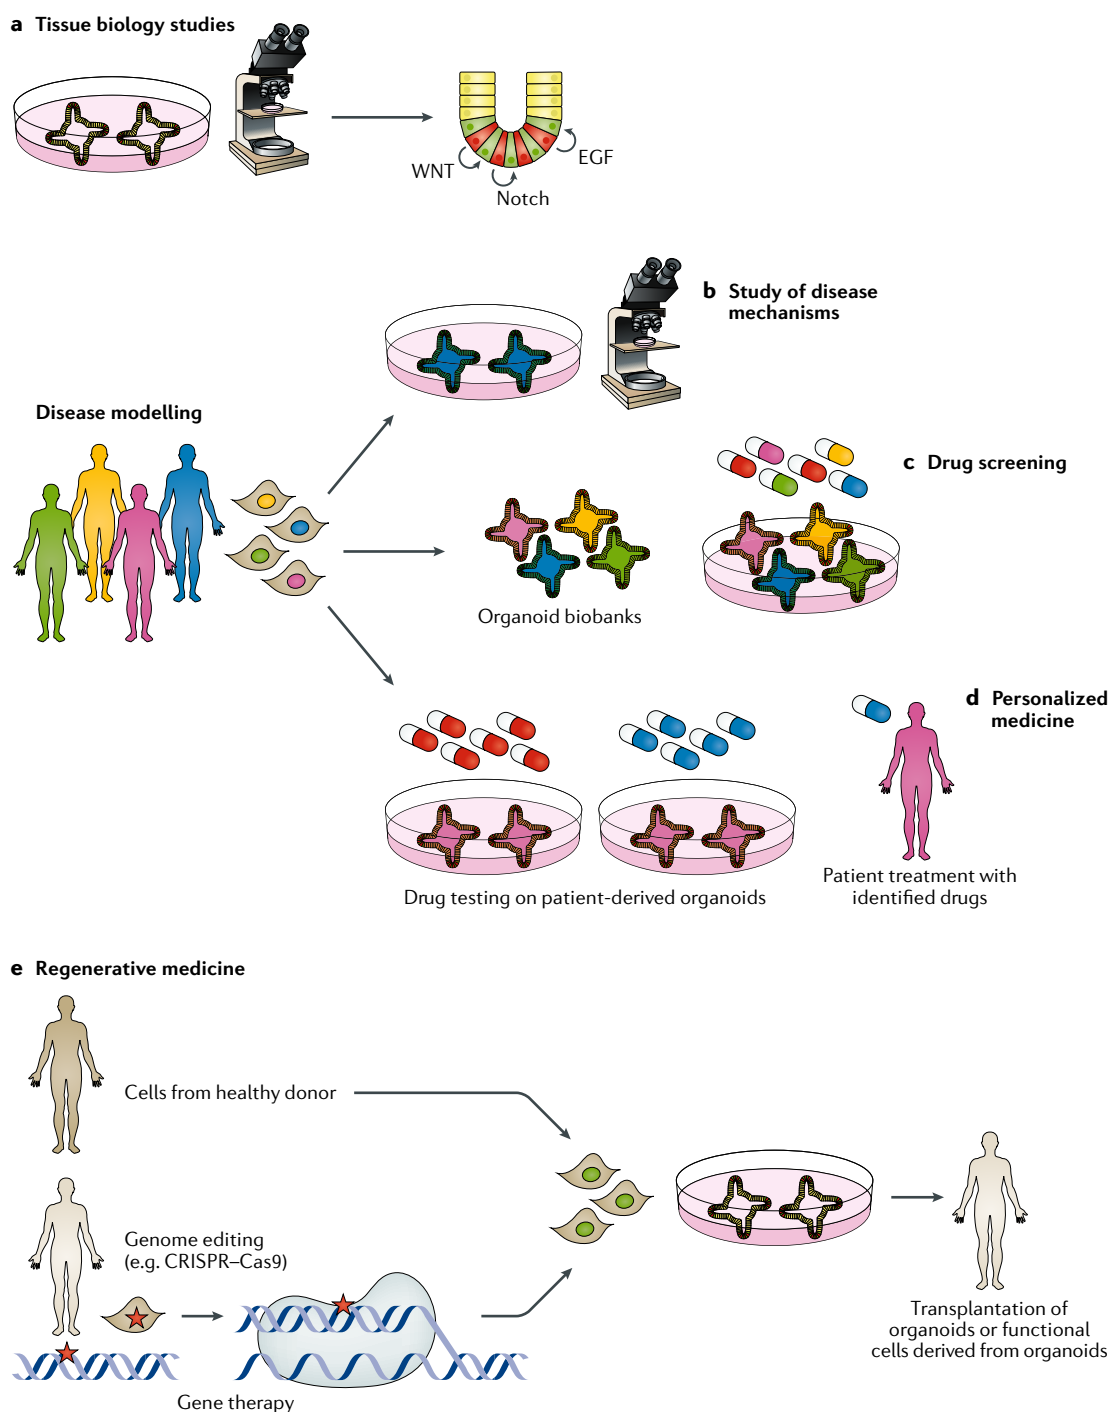 a Tissue biology studies
WNT
EGF
Notch
b Study of disease
mechanisms
Disease modelling
c Drug screening
Organoid biobanks
d Personalized
medicine
Drug testing on patient-derived organoids
Patient treatment with
identified drugs
e Regenerative medicine
Cells from healthy donor
Genome editing
(e.g. CRISPR–Cas9)
Gene therapy
Transplantation of
organoids or functional
cells derived from organoids